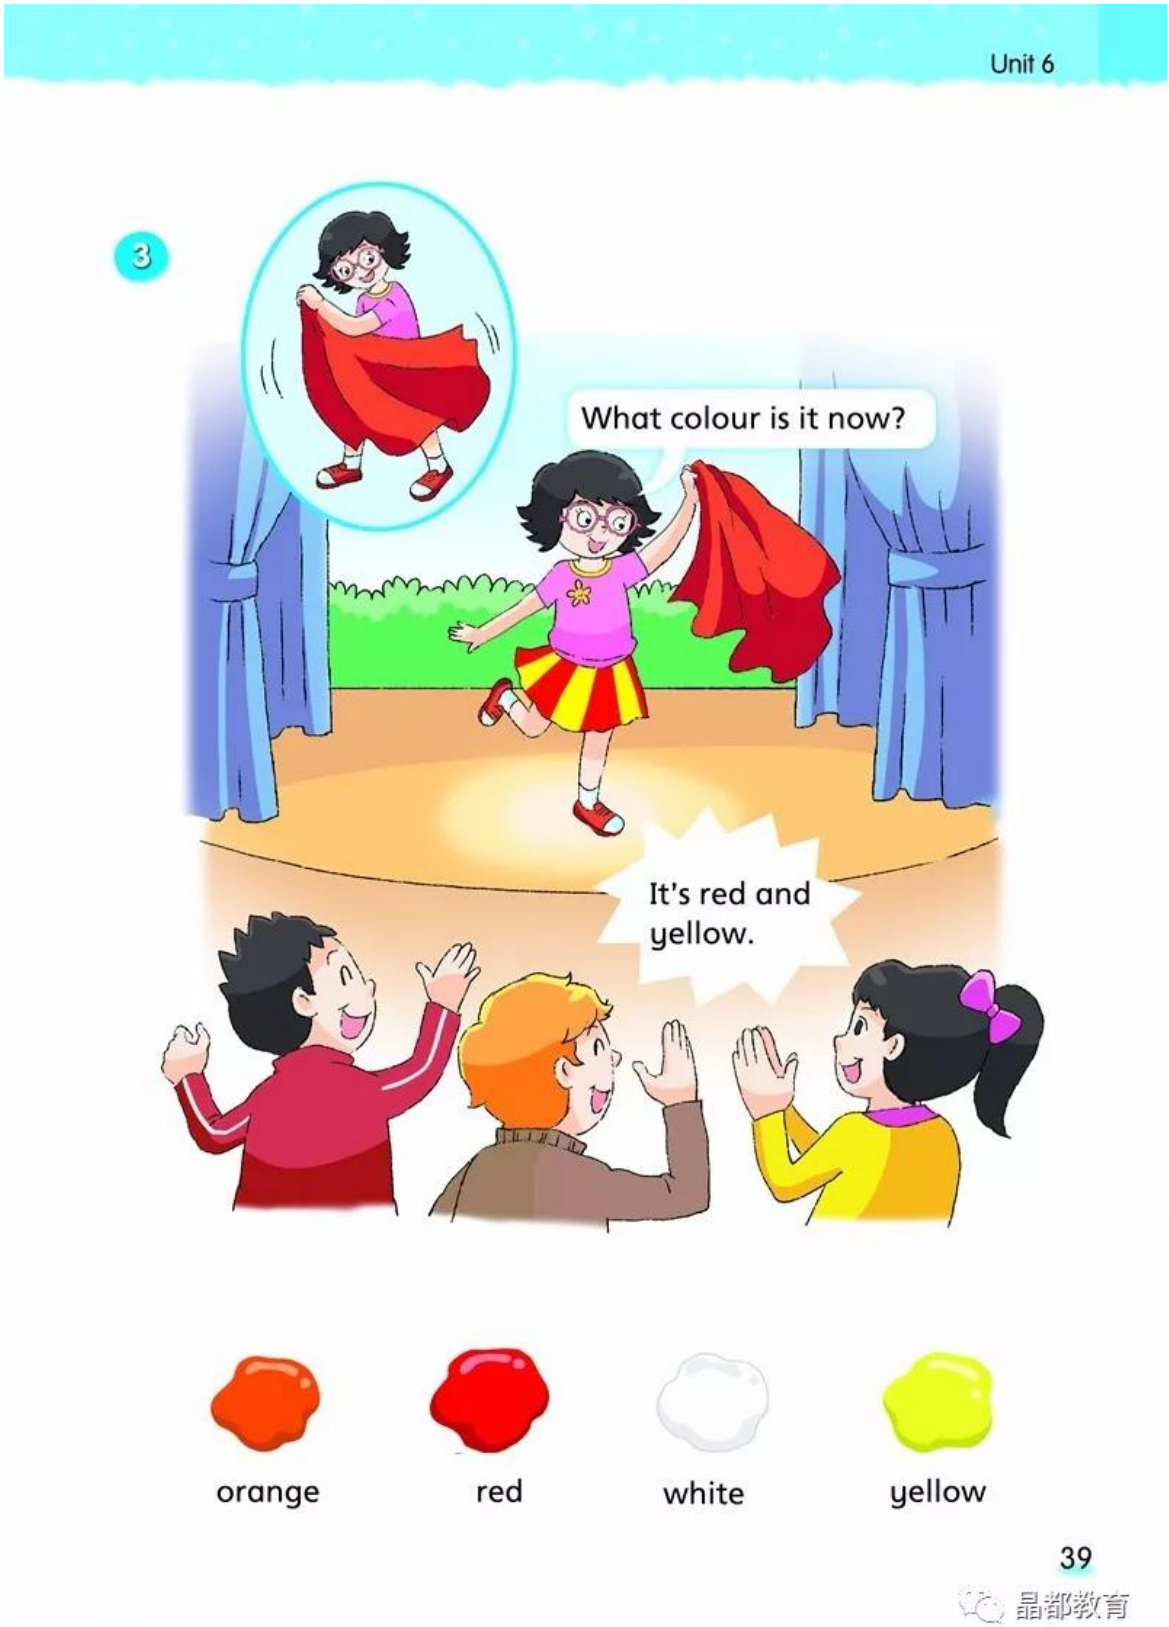 Unit 6
3
What colour is it now?
It's red and
yellow.
orange
red
white
yellow
39
晶都教育